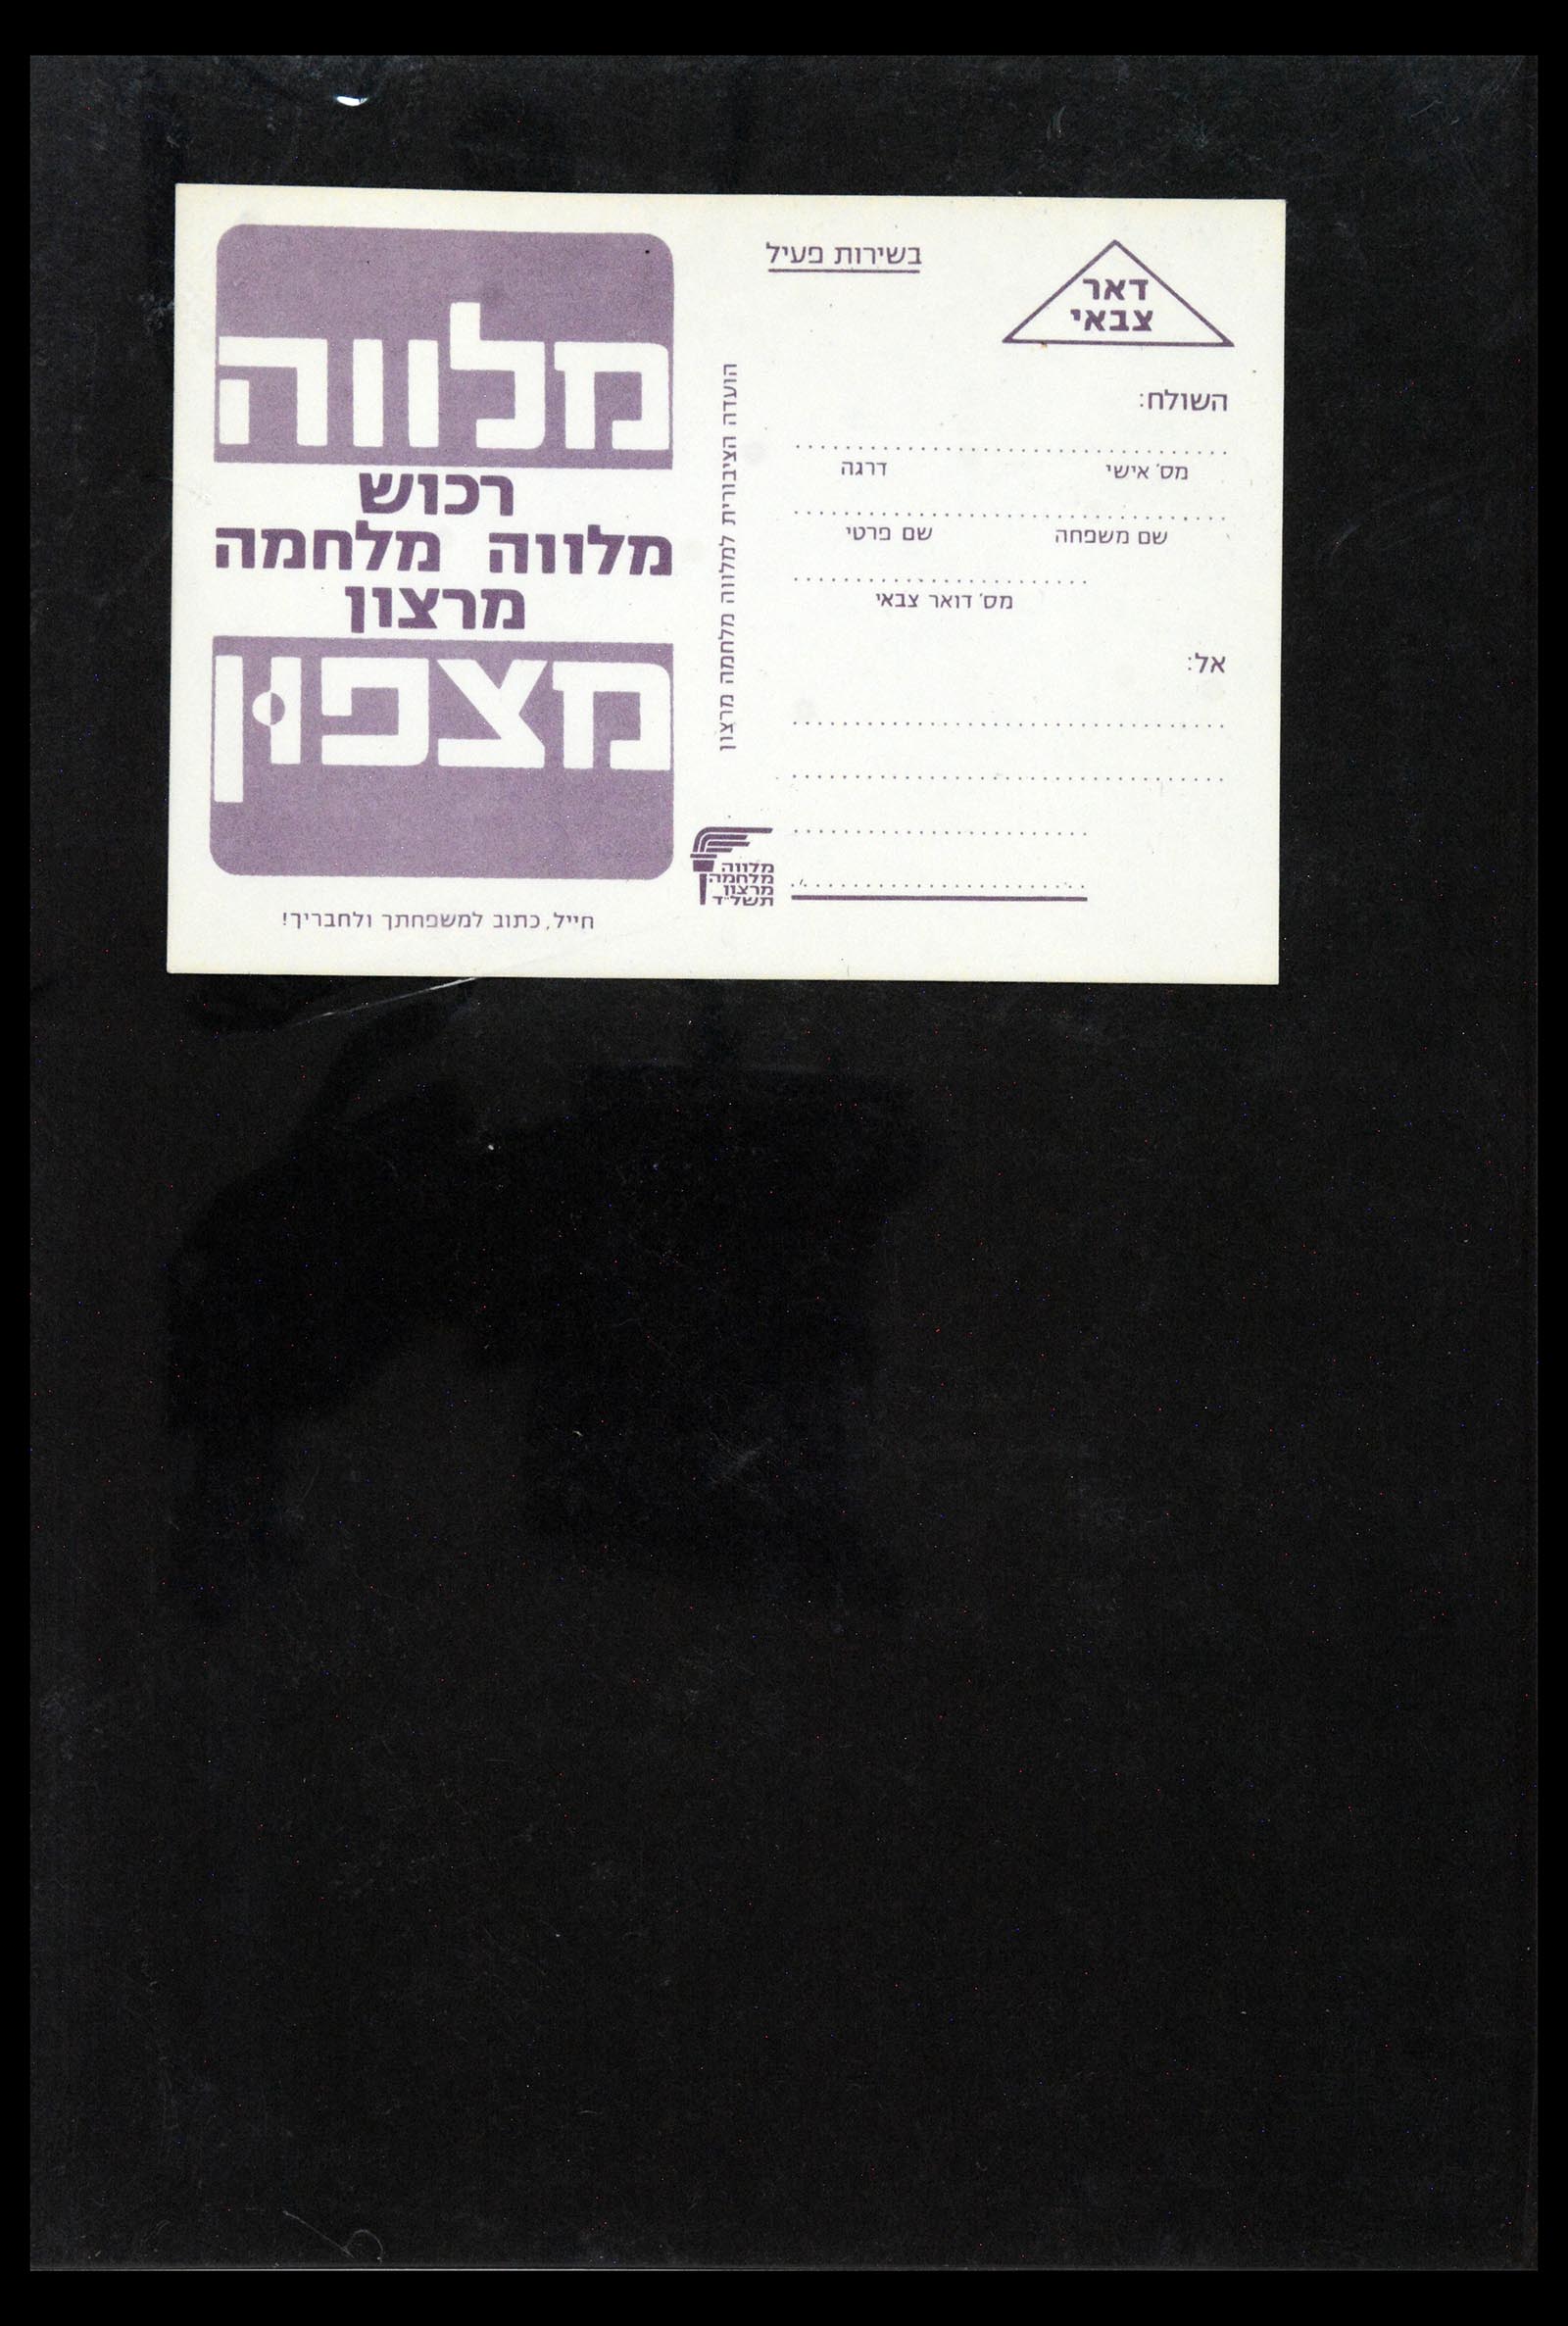 בשירות פעיל
דאר
צבאי
השולח:
מס' אישי דרגה
שם משפחה שם פרטי
מס' דואר צבאי
אל:
הועדה הציבורית למלווה מלחמה מרצון
מלווה
מלחמה
מרצון
תשל"ד
מלווה
רכוש
מלווה מלחמה
מרצון
מצפון
חייל, כתוב למשפחתך ולחבריך!